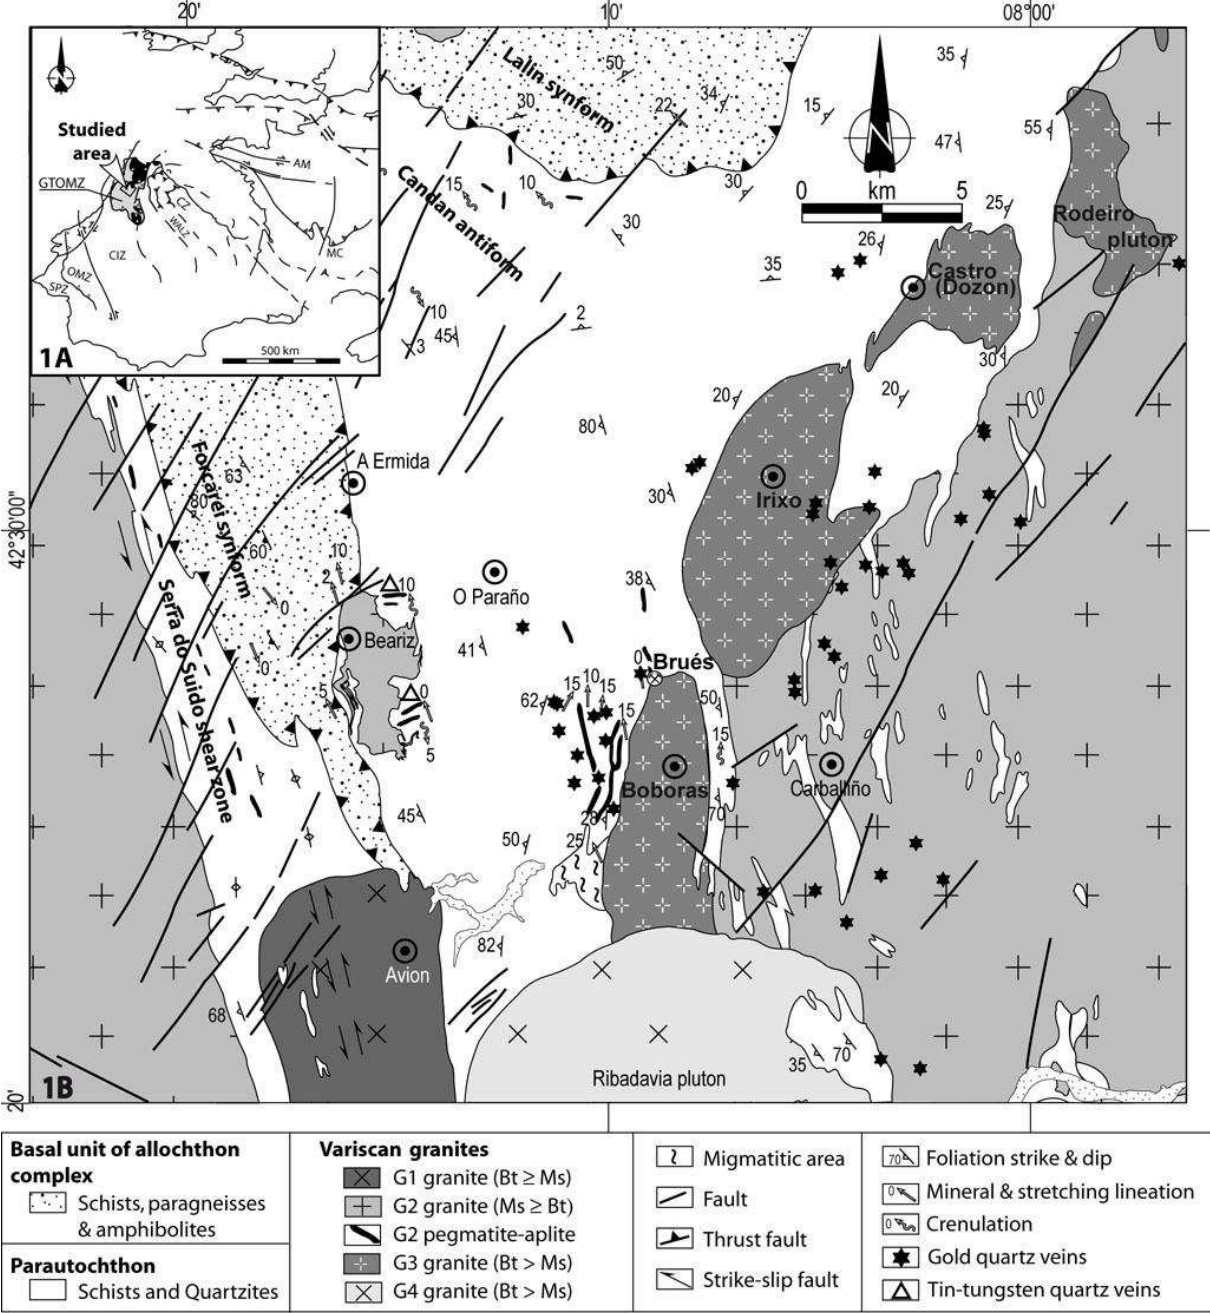 20'
10'
08°00'
Studied
area
GTOMZ
AM
CZ
WALZ
CIZ
MC
OMZ
SPZ
500 km
1A
N
N
0 km 5
Lalin synform
50
30
22
34
15
35
47
55
Candan antiform
15
10
30
30
25
26
35
10
45
3
2
Rodeiro
pluton
Castro
(Dozon)
30
20
20
80
30
A Ermida
Irixo
Forcarei synform
63
80
60
10
2
0
0
10
42°30'00"
O Paraño
38
Beariz
41
0
Brués
Serra do Suido shear zone
5
0
5
62
15
10
15
15
50
15
Boboras
Carballiño
70
28
25
45
50
82
Avion
68
35
70
Ribadavia pluton
1B
20'
Basal unit of allochthon
complex
Schists, paragneisses
& amphibolites
Parautochthon
Schists and Quartzites
Variscan granites
G1 granite (Bt ≥ Ms)
G2 granite (Ms ≥ Bt)
G2 pegmatite-aplite
G3 granite (Bt > Ms)
G4 granite (Bt > Ms)
Migmatitic area
Fault
Thrust fault
Strike-slip fault
70 Foliation strike & dip
0 Mineral & stretching lineation
0 Crenulation
Gold quartz veins
Tin-tungsten quartz veins